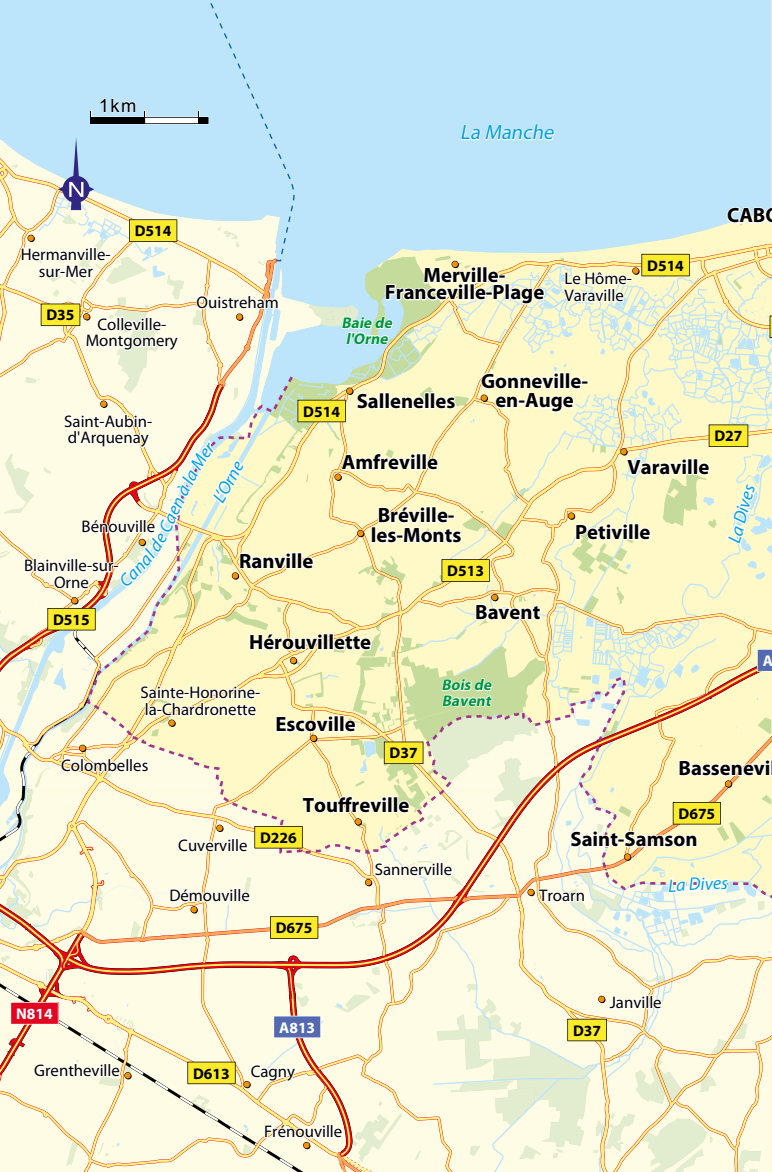 1km
La Manche
N
CABO
D514
Hermanville-
sur-Mer
Merville-
Franceville-Plage
Le Hôme-
Varaville
D514
Ouistreham
D35
Colleville-
Montgomery
Baie de
l'Orne
Gonneville-
en-Auge
Sallenelles
D514
Saint-Aubin-
d'Arquenay
D27
Amfreville
Varaville
Canal de Caen à la Mer
L'Orne
La Dives
Bréville-
les-Monts
Bénouville
Petiville
Blainville-sur-
Orne
Ranville
D513
Bavent
D515
Hérouvillette
A
Sainte-Honorine-
la-Chardronette
Bois de
Bavent
Escoville
D37
Colombelles
Bassenevil
Touffreville
D675
D226
Cuverville
Saint-Samson
Sannerville
La Dives
Démouville
Troarn
D675
N814
Janville
A813
D37
Grentheville
D613
Cagny
Frénouville